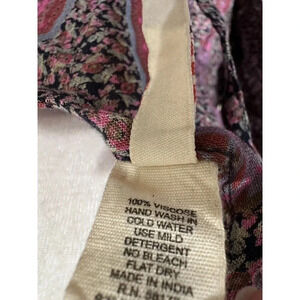 100% VISCOSE
HAND WASH IN
COLD WATER
USE MILD
DETERGENT
NO BLEACH
FLAT DRY
MADE IN INDIA
R.N.